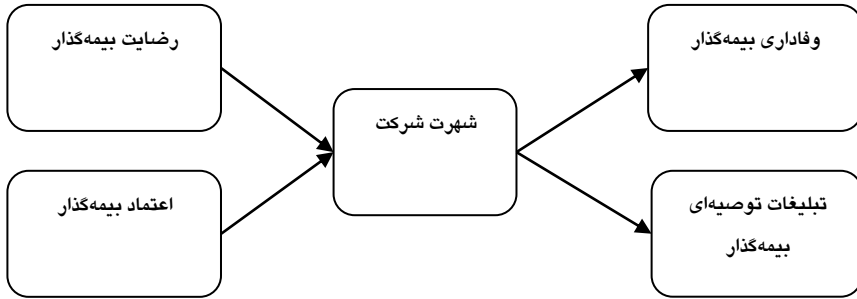 رضایت بیمه‌گذار
وفاداری بیمه‌گذار
شهرت شرکت
اعتماد بیمه‌گذار
تبلیغات توصیه‌ای
بیمه‌گذار